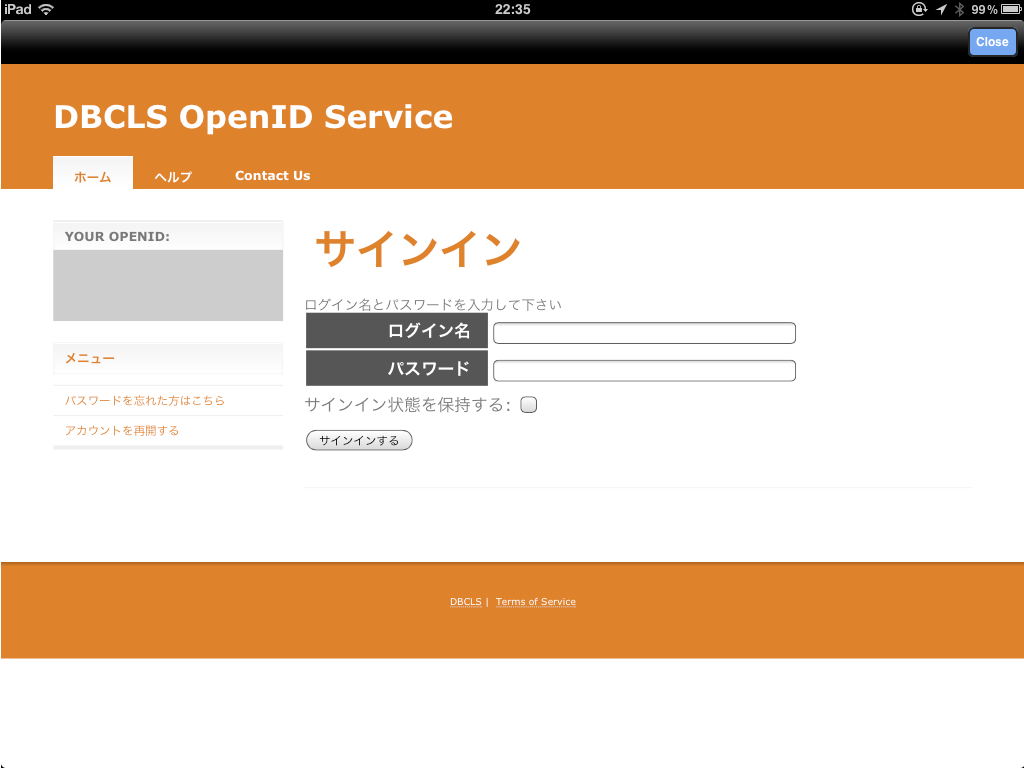 iPad 22:35 99%
Close
DBCLS OpenID Service
ホーム ヘルプ Contact Us
YOUR OPENID:
メニュー
パスワードを忘れた方はこちら
アカウントを再開する
サインイン
ログイン名とパスワードを入力して下さい
ログイン名
パスワード
サインイン状態を保持する:
サインインする
DBCLS | Terms of Service